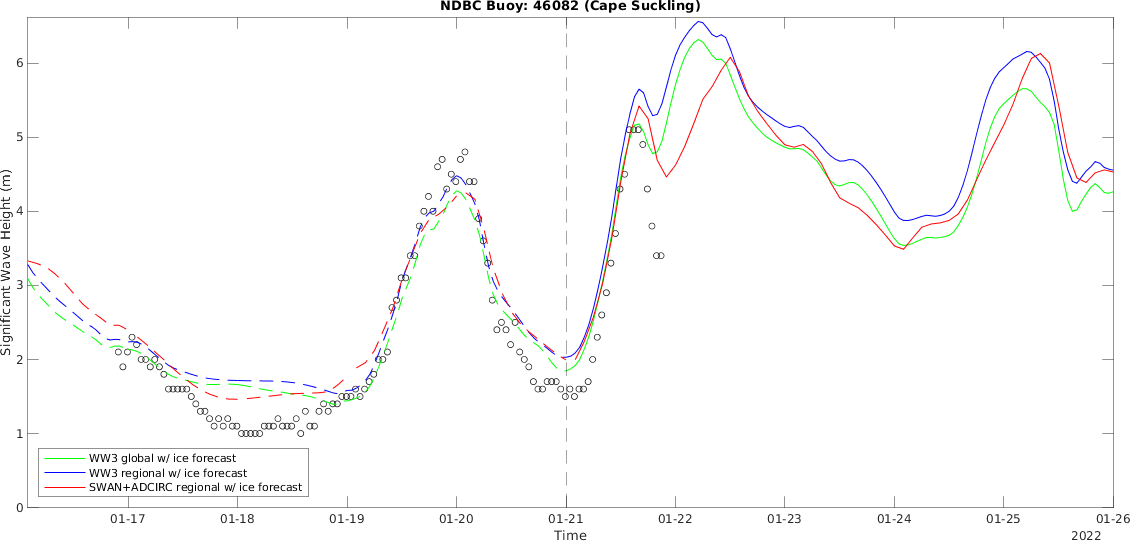 NDBC Buoy: 46082 (Cape Suckling)
Significant Wave Height (m)
6
5
4
3
2
1
0
WW3 global w/ ice forecast
WW3 regional w/ ice forecast
SWAN+ADCIRC regional w/ ice forecast
01-17 01-18 01-19 01-20 01-21 01-22 01-23 01-24 01-25 01-26
Time
2022